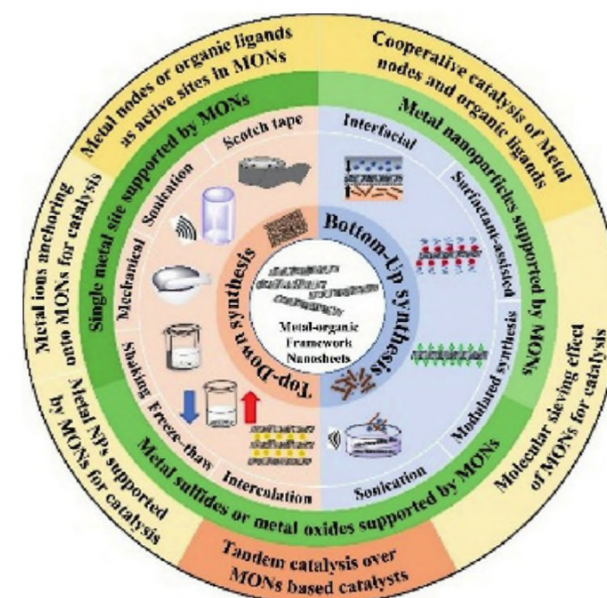 Metal nodes or organic ligands
as active sites in MONs
Cooperative catalysis of Metal
nodes and organic ligands
Molecular sieving effect
of MONs for catalysis
Tandem catalysis over
MONs based catalysts
Metal NPs supported
by MONs for catalysis
Metal ions anchoring
onto MONs for catalysis
Single metal site supported by MONs
Metal nanoparticles supported by MONs
Metal sulfides or metal oxides supported by MONs
Scotch tape
Sonication
Mechanical
Shaking
Freeze-thaw
Intercolation
Interfacial
Surfactant-assisted
Modulated synthesis
Sonication
Top-Down synthesis
Bottom-Up synthesis
Metal-organic
Framework
Nanosheets